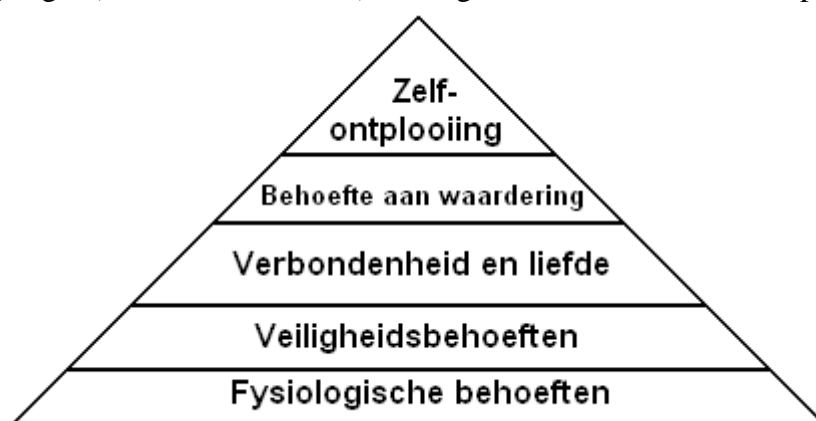 Zelf-
ontplooiing
Behoefte aan waardering
Verbondenheid en liefde
Veiligheidsbehoeften
Fysiologische behoeften